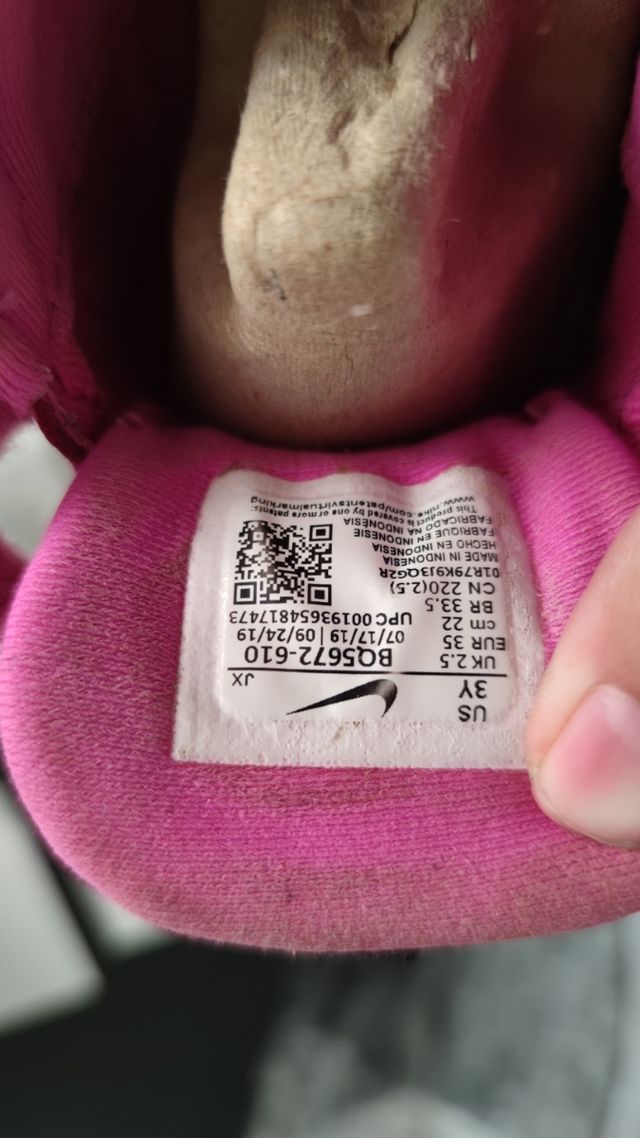 US
3Y
JX
UK 2.5
BQ5672-610
EUR 35
07/17/19 | 09/24/19
cm 22
UPC 00193654817473
BR 33.5
CN 220(2.5)
01R79K9J3QG2R
MADE IN INDONESIA
HECHO EN INDONESIA
FABRIQUE EN INDONESIE
FABRICADO NA INDONESIA
This product is covered by one or more patents:
www.nike.com/patentsvirtualmarking